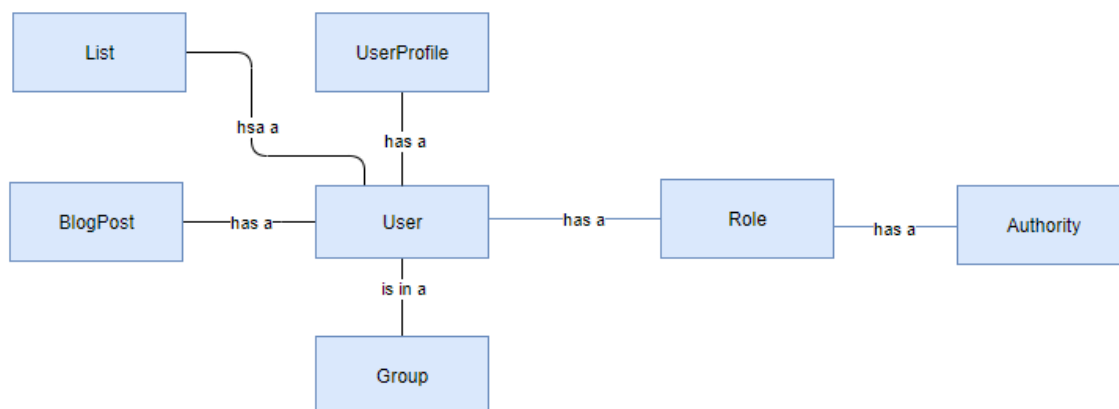 List
UserProfile
hsa a
has a
BlogPost
has a
User
has a
Role
has a
Authority
is in a
Group